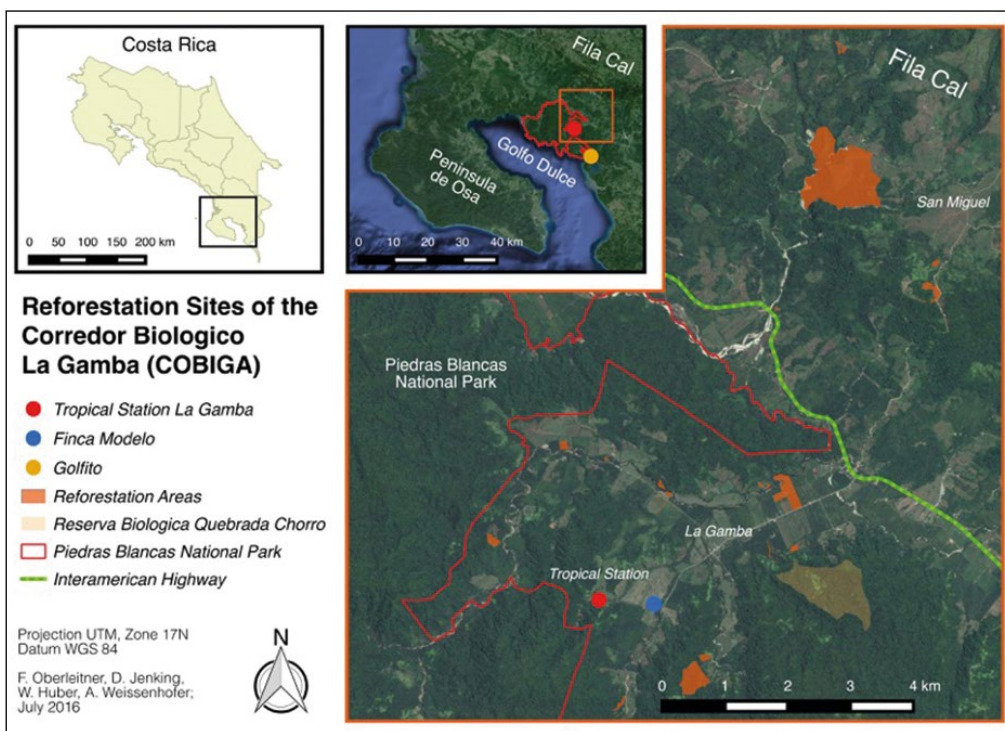 Costa Rica
0 50 100 150 200 km
Fila Cal
Golfo Dulce
Peninsula
de Osa
0 10 20 30 40 km
Fila Cal
San Miguel
Piedras Blancas
National Park
La Gamba
Tropical Station
0 1 2 3 4 km
Reforestation Sites of the
Corredor Biologico
La Gamba (COBIGA)
Tropical Station La Gamba
Finca Modelo
Golfito
Reforestation Areas
Reserva Biologica Quebrada Chorro
Piedras Blancas National Park
Interamerican Highway
Projection UTM, Zone 17N
Datum WGS 84
F. Oberleitner, D. Jenking,
W. Huber, A. Weissenhofer;
July 2016
N